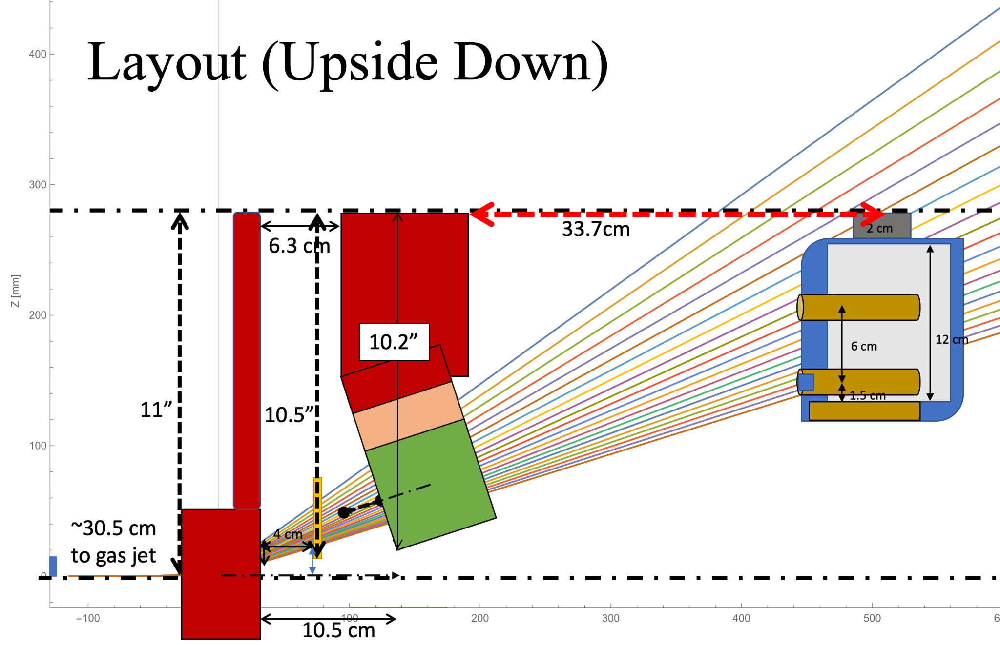 Layout (Upside Down)
400
300
200
100
0
Z [mm]
33.7cm
6.3 cm
2 cm
10.2”
11”
10.5”
6 cm
12 cm
1.5 cm
~30.5 cm
to gas jet
4 cm
−100
100
200
300
400
500
6
10.5 cm